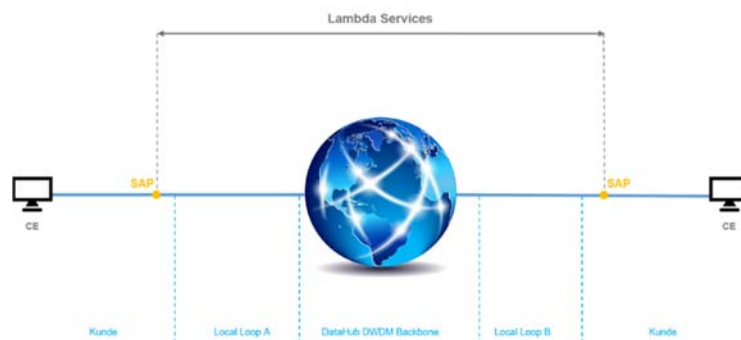 Lambda Services
SAP
SAP
CE
CE
Kunde
Local Loop A
DataHub DWDM Backbone
Local Loop B
Kunde